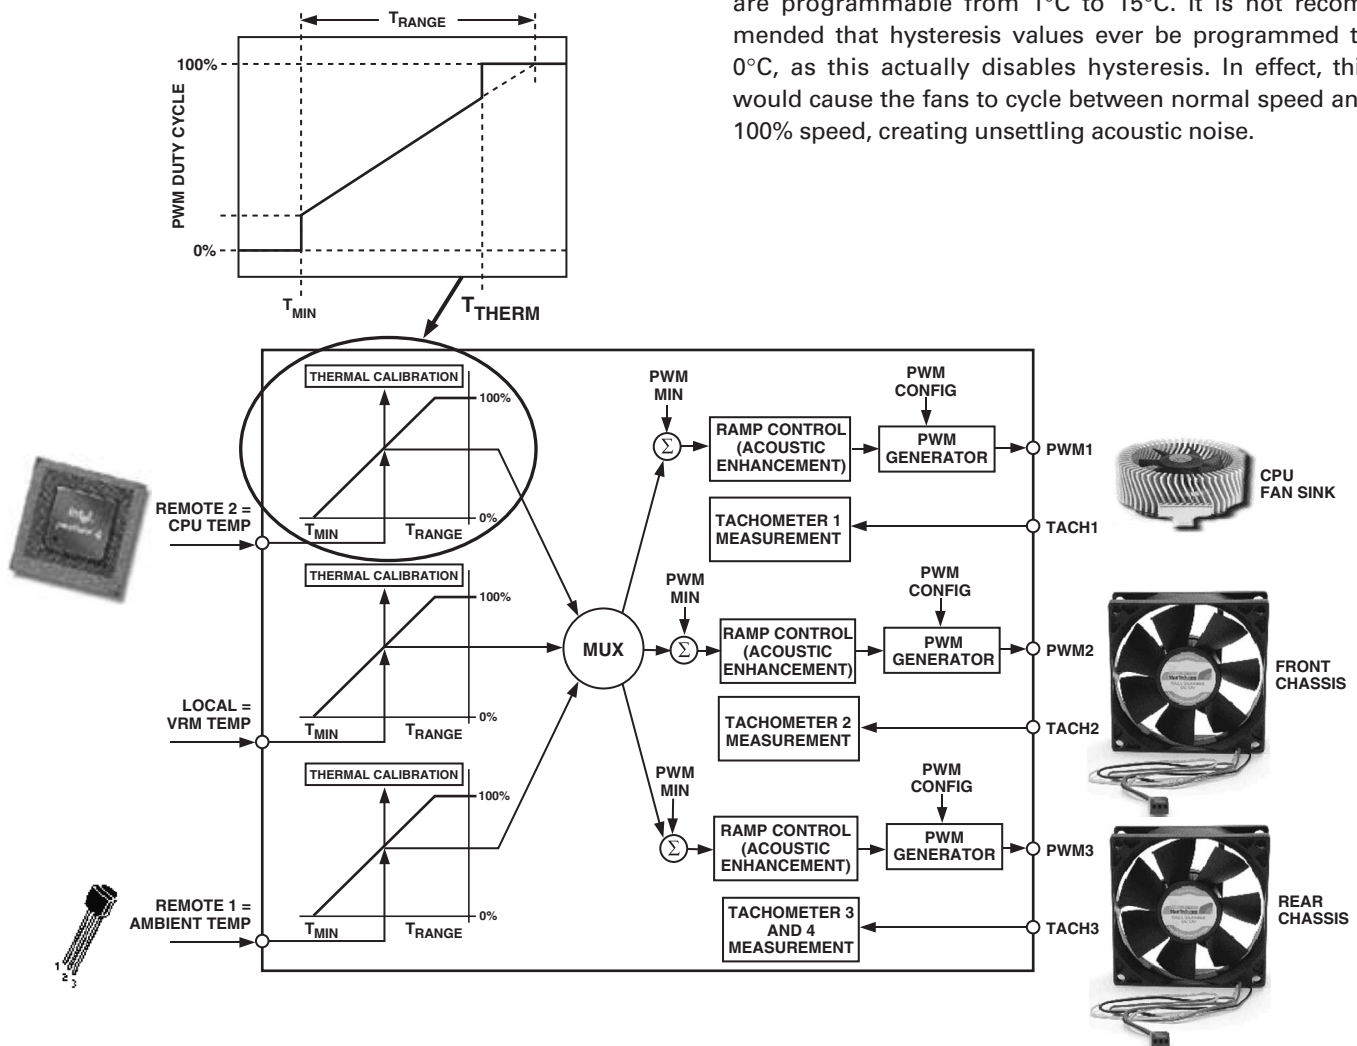 are programmable from 1°C to 15°C. It is not recom
mended that hysteresis values ever be programmed t
0°C, as this actually disables hysteresis. In effect, thi
would cause the fans to cycle between normal speed an
100% speed, creating unsettling acoustic noise.
TRANGE
100%
PWM DUTY CYCLE
0%
TMIN
TTHERM
THERMAL CALIBRATION
100%
0%
TMIN
TRANGE
REMOTE 2 =
CPU TEMP
THERMAL CALIBRATION
100%
0%
TMIN
TRANGE
LOCAL =
VRM TEMP
THERMAL CALIBRATION
100%
0%
TMIN
TRANGE
REMOTE 1 =
AMBIENT TEMP
1
2
3
MUX
PWM
MIN
Σ
RAMP CONTROL
(ACOUSTIC
ENHANCEMENT)
PWM
CONFIG
PWM
GENERATOR
PWM1
CPU
FAN SINK
TACHOMETER 1
MEASUREMENT
TACH1
PWM
MIN
Σ
RAMP CONTROL
(ACOUSTIC
ENHANCEMENT)
PWM
CONFIG
PWM
GENERATOR
PWM2
FRONT
CHASSIS
TACHOMETER 2
MEASUREMENT
TACH2
PWM
MIN
Σ
RAMP CONTROL
(ACOUSTIC
ENHANCEMENT)
PWM
CONFIG
PWM
GENERATOR
PWM3
REAR
CHASSIS
TACHOMETER 3
AND 4
MEASUREMENT
TACH3
intel
pentium 4